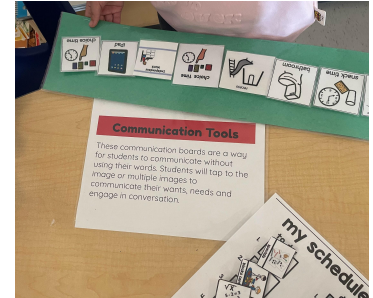 choice time
iPad
choice time
recess
bathroom
snack time
Communication Tools
These communication boards are a way
for students to communicate without
using their words. Students will tap to the
image or multiple images to
communicate their wants, needs and
engage in conversation.
my schedule